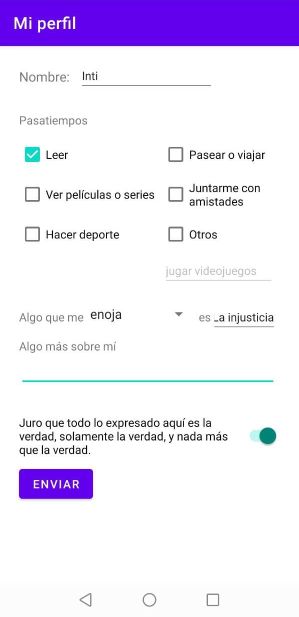 Mi perfil
Nombre: Inti
Pasatiempos
Leer
Pasear o viajar
Ver películas o series
Juntarme con
amistades
Hacer deporte
Otros
jugar videojuegos
Algo que me enoja es La injusticia
Algo más sobre mí
Juro que todo lo expresado aquí es la
verdad, solamente la verdad, y nada más
que la verdad.
ENVIAR